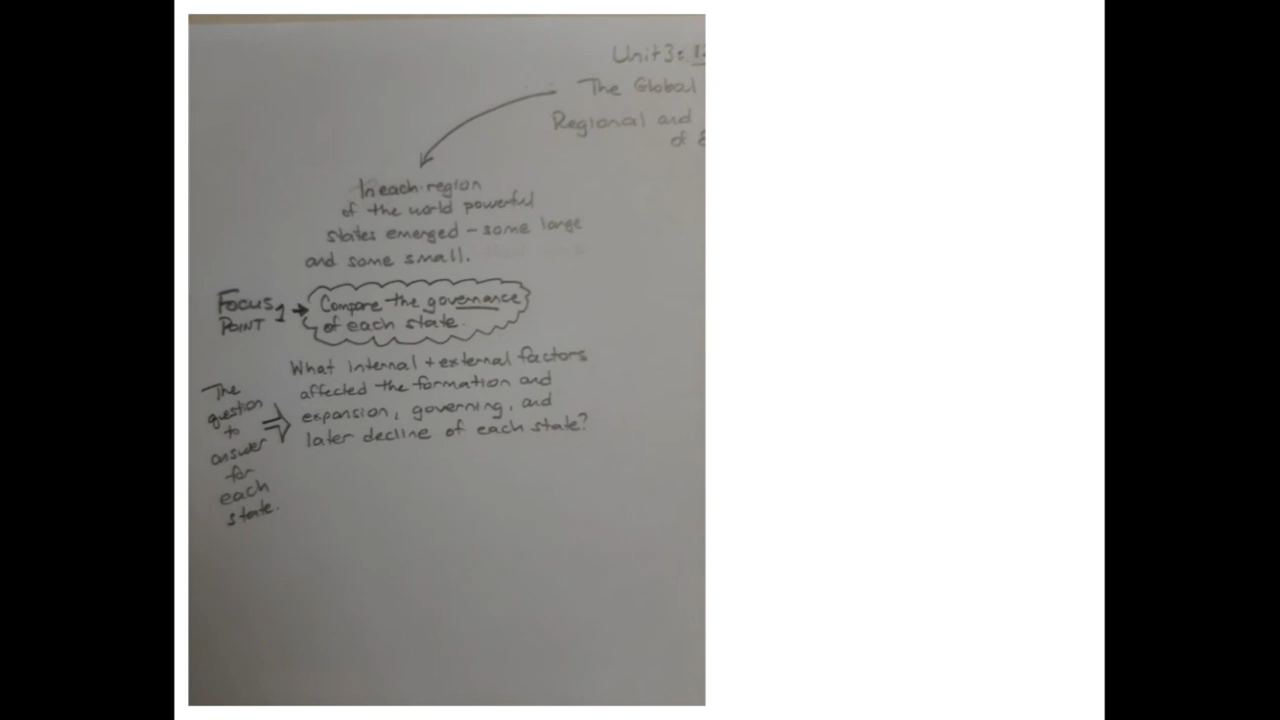 Unit 3:
The Global
Regional and
of
In each region
of the world powerful
states emerged - some large
and some small.
FOCUS 1
POINT
Compare the governance
of each state.
What internal + external factors
affected the formation and
expansion, governing, and
later decline of each state?
The
question
to
answer
for
each
state.